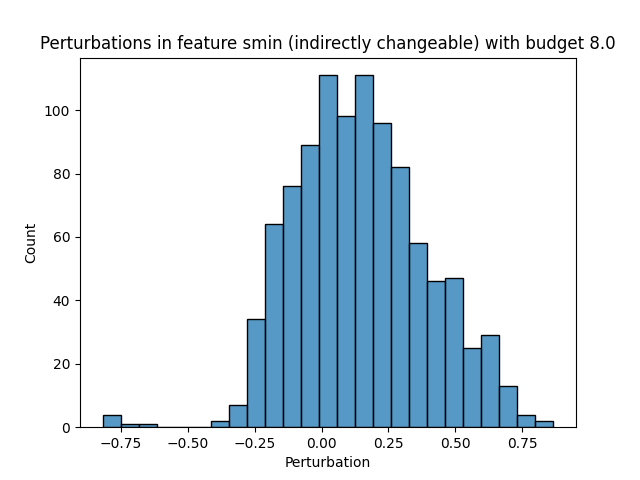 Perturbations in feature smin (indirectly changeable) with budget 8.0
100
80
60
40
20
0
Count
−0.75 −0.50 −0.25 0.00 0.25 0.50 0.75
Perturbation